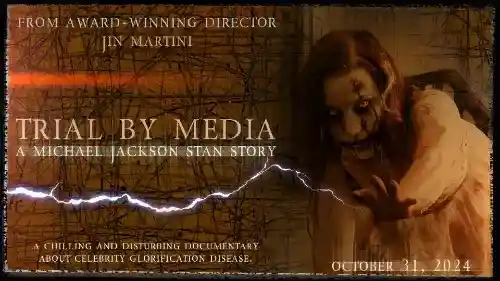 FROM AWARD-WINNING DIRECTOR
JIN MARTINI
TRIAL BY MEDIA
A MICHAEL JACKSON STAN STORY
A CHILLING AND DISTURBING DOCUMENTARY
ABOUT CELEBRITY GLORIFICATION DISEASE.
OCTOBER 31, 2024